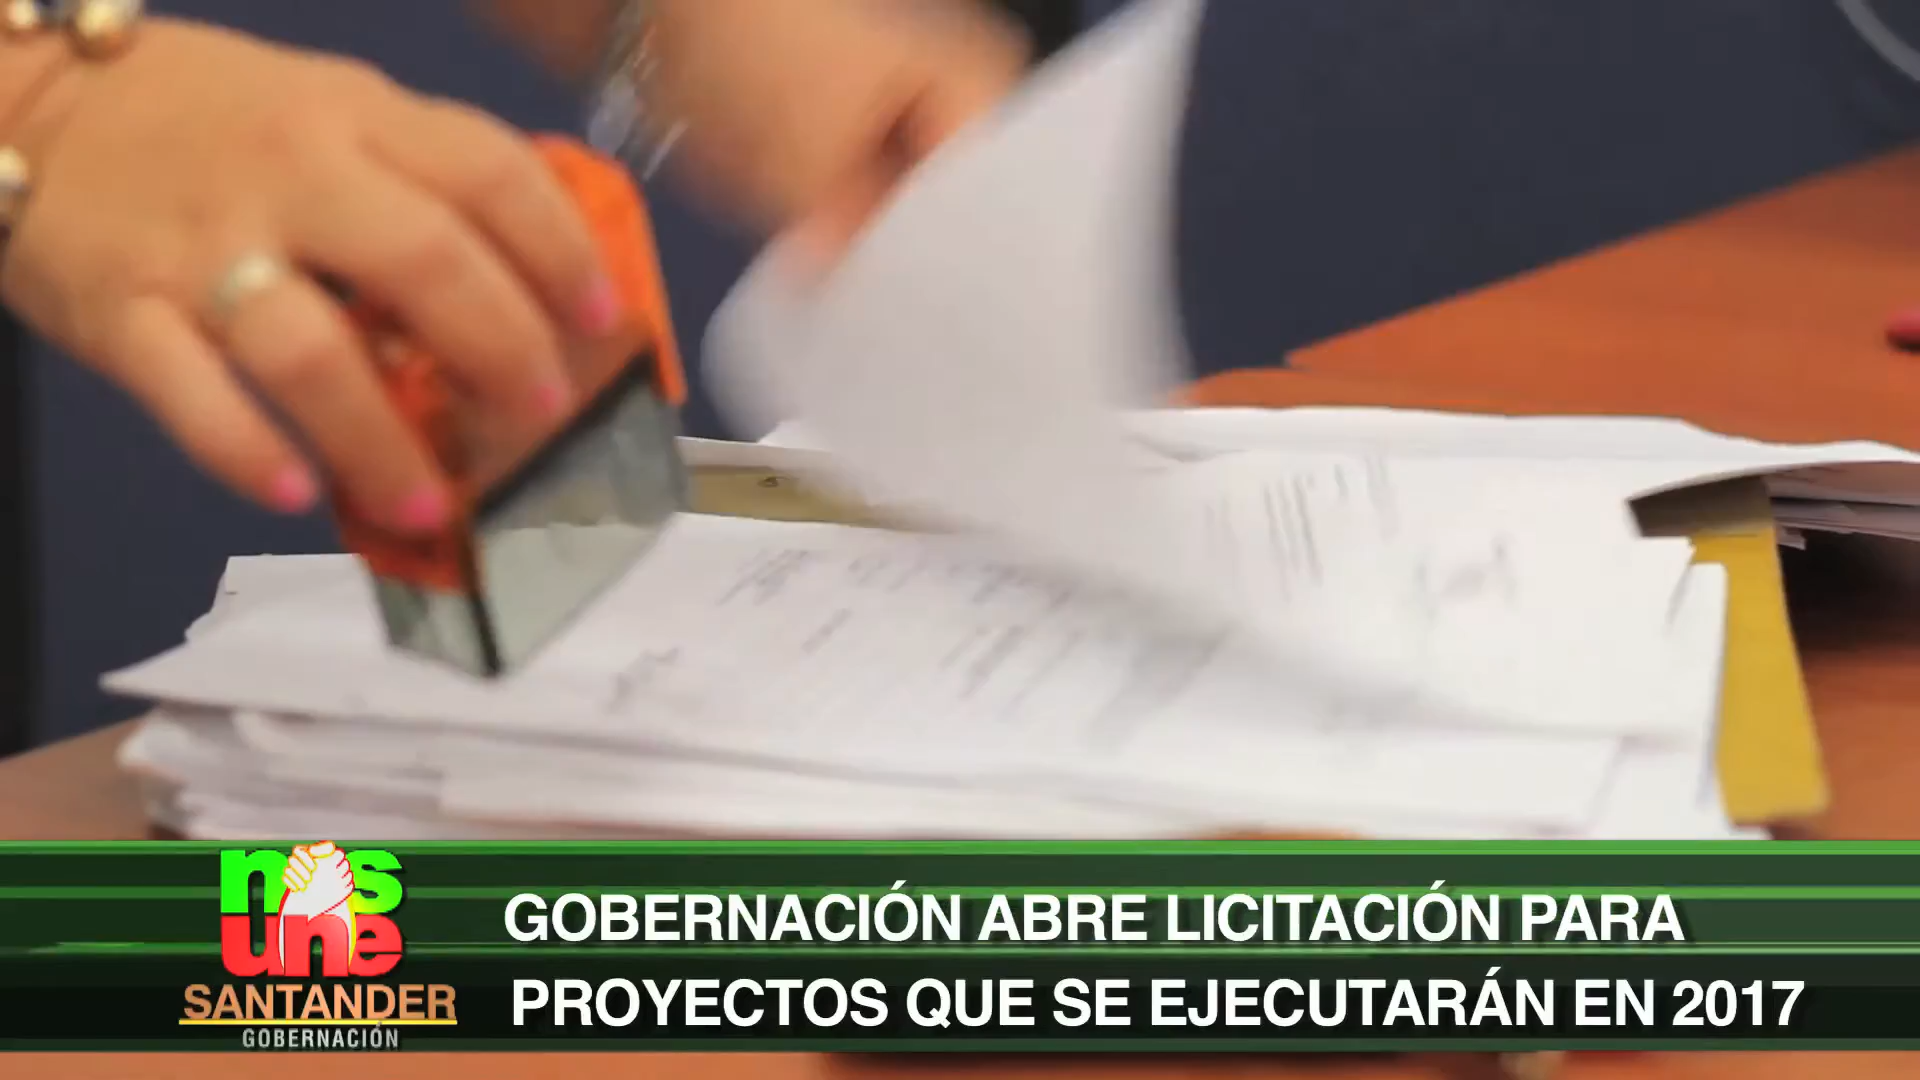 nos
une
SANTANDER
GOBERNACIÓN
GOBERNACIÓN ABRE LICITACIÓN PARA
PROYECTOS QUE SE EJECUTARÁN EN 2017